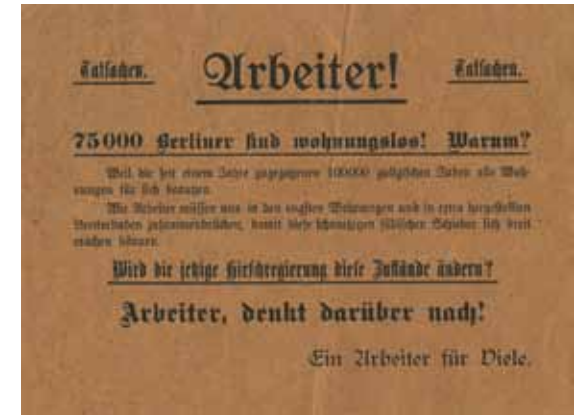 Tatsachen. Arbeiter! Tatsachen.
75000 Berliner sind wohnungslos! Warum?
Weil die seit einem Jahre zugezogenen 100000 galizischen Juden alle Woh-
nungen für sich
Wir Arbeiter müssen uns in den engsten Wohnungen und in extra hergestellten
Bretterbuden damit diese schmutzigen jüdischen Schieber sich breit
machen können.
Wird die jetzige Hirschregierung diese Zustände ändern?
Arbeiter, denkt darüber nach!
Ein Arbeiter für Viele.